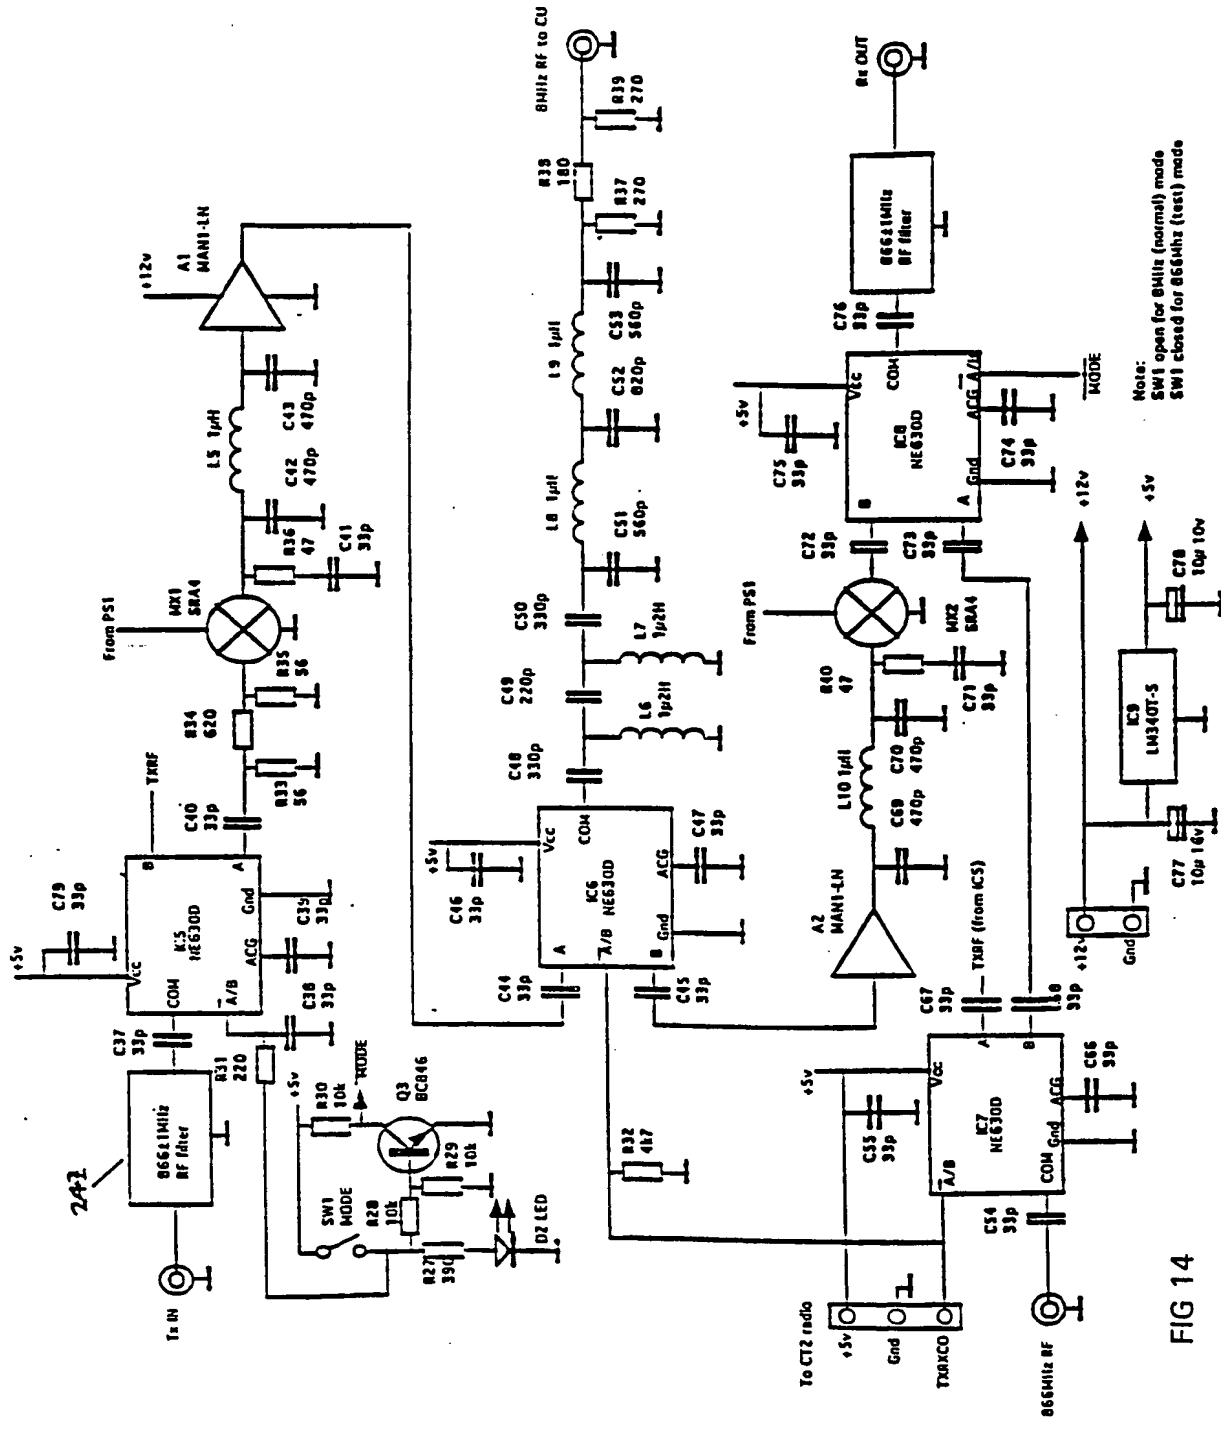 Tx IN
247
866±1MHz
RF filter
C37
33p
+5v
C79
33p
Vcc
COM
IC5
NE630D
A/B
ACG
Gnd
B
A
C38
33p
C39
33p
R31
220
TXRF
C40
33p
R33
56
R34
620
R35
56
From PS1
MX1
SRA4
R36
47
C41
33p
L5 1µH
C42
470p
C43
470p
+12v
A1
MAN1-LN
+5v
SW1
MODE
R30
10k
MODE
Q3
BC846
R28
10k
R29
10k
R27
390
D2 LED
C44
33p
C45
33p
+5v
C46
33p
A
A/B
B
IC6
NE630D
Vcc
COM
ACG
Gnd
C47
33p
C48
330p
L6
1µ2H
C49
220p
L7
1µ2H
C50
330p
C51
560p
L8 1µH
C52
820p
L9 1µH
C53
560p
R37
270
R38
180
R39
270
8MHz RF to CU
R32
4k7
To CT2 radio
+5v
Gnd
TXRXCO
866MHz RF
C54
33p
+5v
C55
33p
Vcc
A/B
COM
IC7
NE630D
A
B
ACG
Gnd
C66
33p
C67
33p
C68
33p
TXRF (from IC5)
A2
MAN1-LN
C69
470p
L10 1µH
C70
470p
R40
47
C71
33p
From PS1
MX2
SRA4
C72
33p
C73
33p
+5v
C75
33p
B
A
IC8
NE630D
Vcc
COM
Gnd
ACG
A/B
C74
33p
MODE
C76
33p
866±1MHz
RF filter
Rx OUT
+12v
Gnd
C77
10µ 16v
IC9
LM340T-5
C78
10µ 10v
+12v
+5v
Note:
SW1 open for 8MHz (normal) mode
SW1 closed for 866Mhz (test) mode
FIG 14